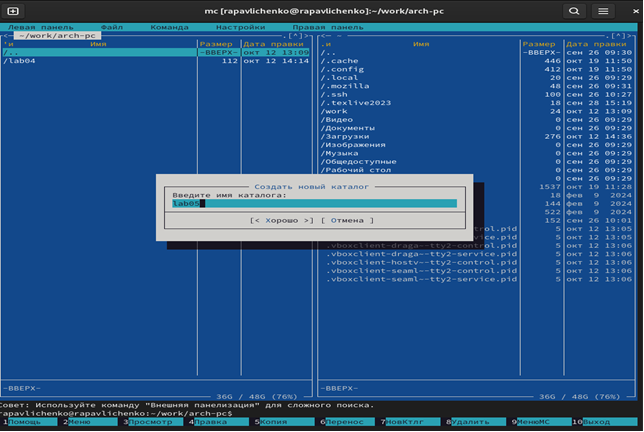 mc [rapavlichenko@rapavlichenko]:~/work/arch-pc
Левая панель Файл Команда Настройки Правая панель
<- ~/work/arch-pc .[^]> <- ~ .[^]>
'и Имя Размер Дата правки .и Имя Размер Дата правки
/.. -ВВЕРХ- окт 12 13:09 /.. -ВВЕРХ- сен 26 09:30
/lab04 112 окт 12 14:14 /.cache 446 окт 19 11:50
/.config 412 окт 19 11:50
/.local 20 сен 26 09:29
/.mozilla 48 сен 26 09:31
/.ssh 100 сен 26 10:27
/.texlive2023 18 сен 28 15:19
/work 24 окт 12 13:09
/Видео 0 сен 26 09:29
/Документы 0 сен 26 09:29
/Загрузки 276 окт 12 14:36
/Изображения 0 сен 26 09:29
/Музыка 0 сен 26 09:29
/Общедоступные 0 сен 26 09:29
/Рабочий стол 0 сен 26 09:29
0 сен 26 09:29
Создать новый каталог 1537 окт 19 11:28
Введите имя каталога: 18 фев 9 2024
lab05 144 фев 9 2024
522 фев 9 2024
[< Хорошо >] [ Отмена ] 152 сен 26 10:01
control.pid 5 окт 12 13:05
service.pid 5 окт 12 13:05
.vboxclient-draga--tty2-control.pid 5 окт 12 13:06
.vboxclient-draga--tty2-service.pid 5 окт 12 13:06
.vboxclient-hostv--tty2-control.pid 5 окт 12 13:06
.vboxclient-seaml--tty2-control.pid 5 окт 12 13:06
.vboxclient-seaml--tty2-service.pid 5 окт 12 13:06
-ВВЕРХ- -ВВЕРХ-
36G / 48G (76%) 36G / 48G (76%)
Совет: Используйте команду "Внешняя панелизация" для сложного поиска.
rapavlichenko@rapavlichenko:~/work/arch-pc$
1Помощь 2Меню 3Просмотр 4Правка 5Копия 6Перенос 7НовКтлг 8Удалить 9МенюMC 10Выход